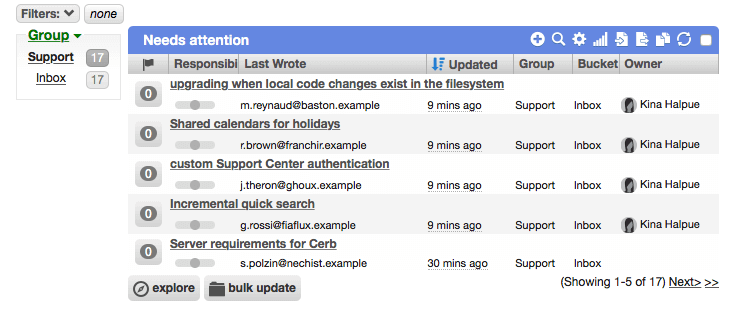 Filters: none
Group
Support 17
Inbox 17
Needs attention
Responsibi Last Wrote Updated Group Bucket Owner
0 upgrading when local code changes exist in the filesystem
m.reynaud@baston.example 9 mins ago Support Inbox Kina Halpue
0 Shared calendars for holidays
r.brown@franchir.example 9 mins ago Support Inbox Kina Halpue
0 custom Support Center authentication
j.theron@ghoux.example 9 mins ago Support Inbox Kina Halpue
0 Incremental quick search
g.rossi@fiaflux.example 9 mins ago Support Inbox Kina Halpue
0 Server requirements for Cerb
s.polzin@nechist.example 30 mins ago Support Inbox
explore bulk update (Showing 1-5 of 17) Next> >>